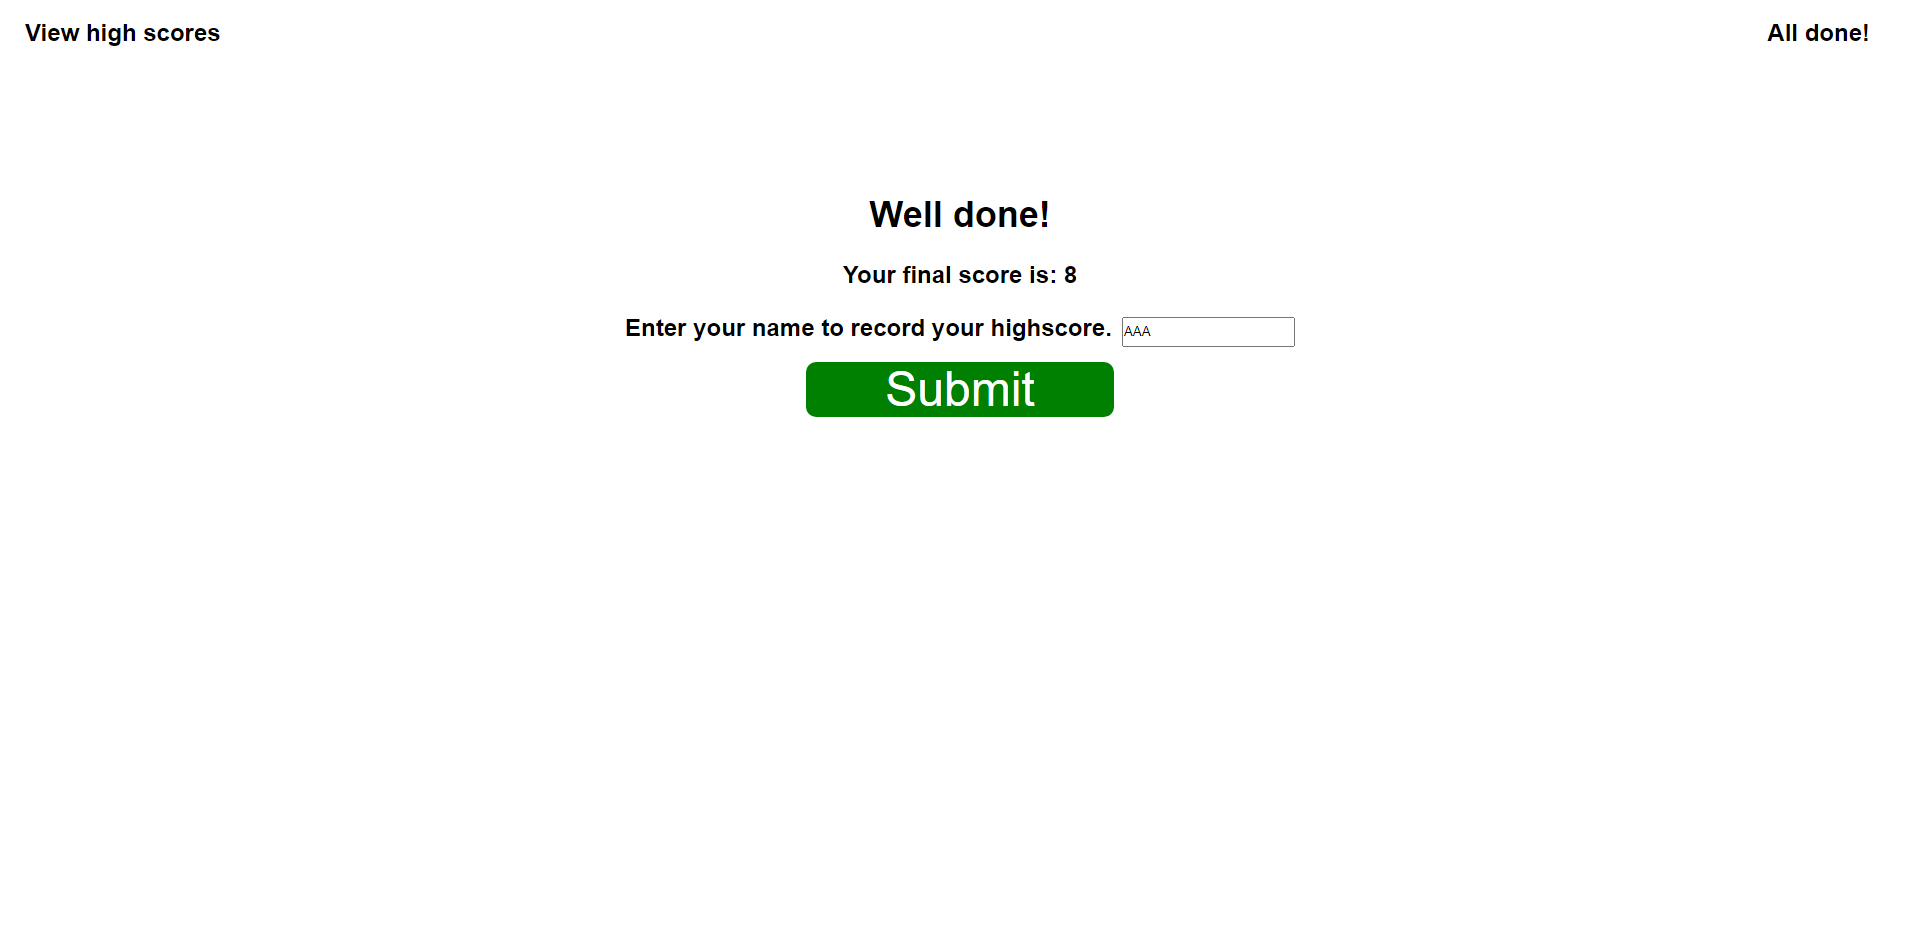 View high scores
All done!
Well done!
Your final score is: 8
Enter your name to record your highscore. AAA
Submit